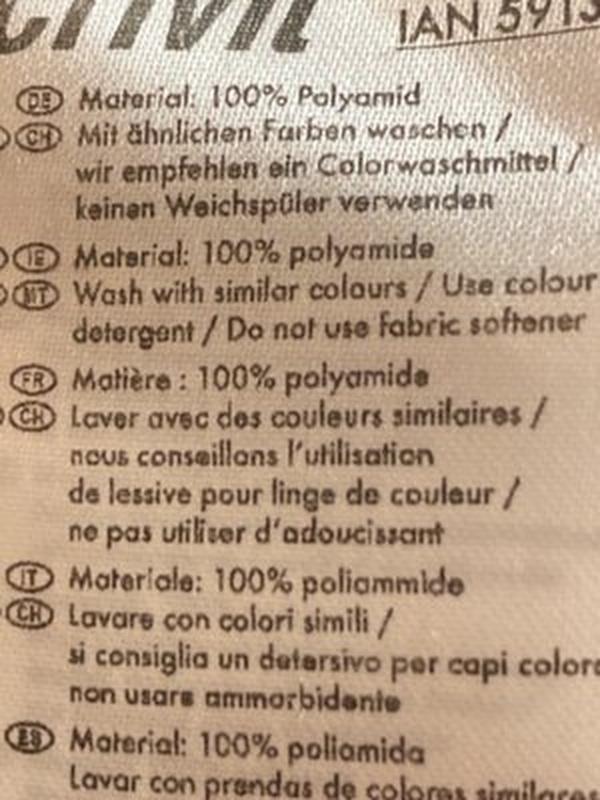 IAN 5913
DE Material: 100% Polyamid
CH Mit ähnlichen Farben waschen /
wir empfehlen ein Colorwaschmittel /
keinen Weichspüler verwenden
IE Material: 100% polyamide
MT Wash with similar colours / Use colour
detergent / Do not use fabric softener
FR Matière : 100% polyamide
CH Laver avec des couleurs similaires /
nous conseillons l'utilisation
de lessive pour linge de couleur /
ne pas utiliser d'adoucissant
IT Materiale: 100% poliammide
CH Lavare con colori simili /
si consiglia un detersivo per capi colora
non usare ammorbidente
ES Material: 100% poliamida
Lavar con prendas de colores similares